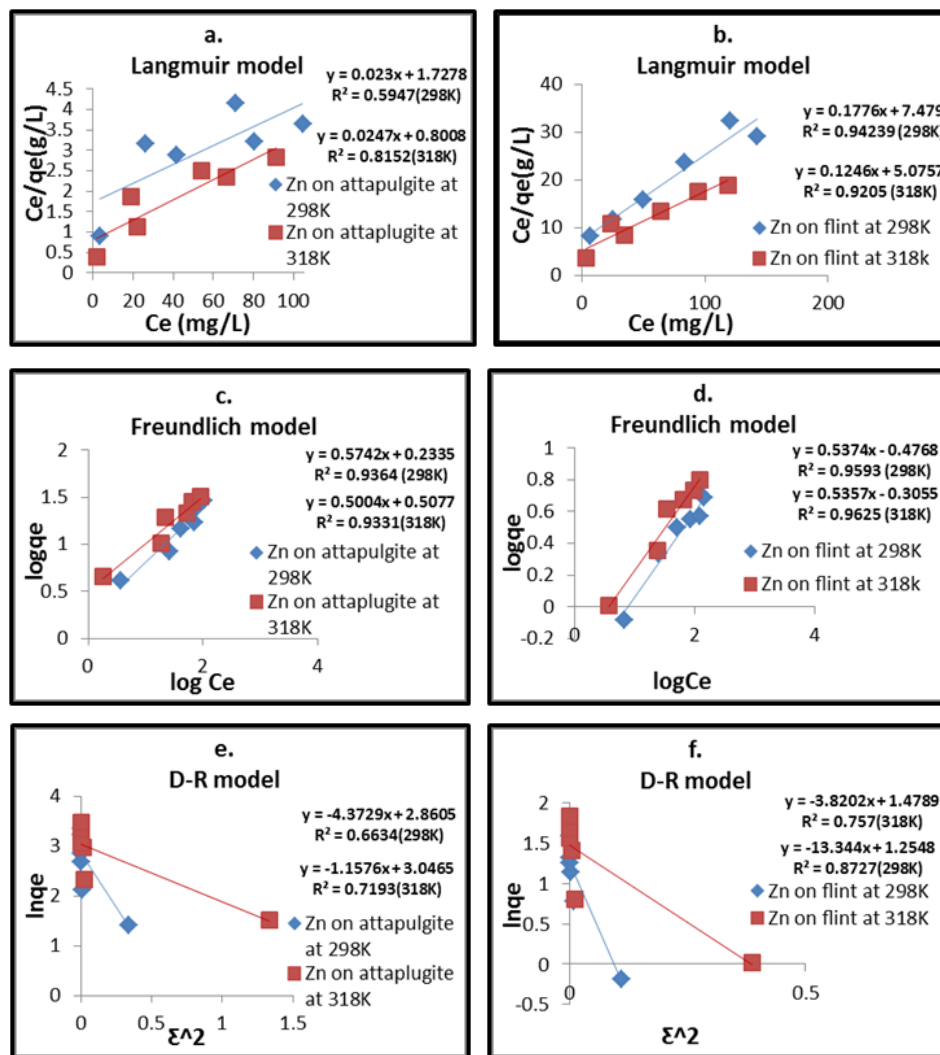 a.
Langmuir model
y = 0.023x + 1.7278
R² = 0.5947(298K)
y = 0.0247x + 0.8008
R² = 0.8152(318K)
Zn on attapulgite at
298K
Zn on attaplugite at
318K
Ce/qe(g/L)
4.5
4
3.5
3
2.5
2
1.5
1
0.5
0
0 20 40 60 80 100
Ce (mg/L)
b.
Langmuir model
y = 0.1776x + 7.479
R² = 0.94239 (298K)
y = 0.1246x + 5.0757
R² = 0.9205 (318K)
Zn on flint at 298K
Zn on flint at 318k
Ce/qe(g/L)
40
30
20
10
0
0 100 200
Ce (mg/L)
c.
Freundlich model
y = 0.5742x + 0.2335
R² = 0.9364 (298K)
y = 0.5004x + 0.5077
R² = 0.9331(318K)
Zn on attapulgite at
298K
Zn on attaplugite at
318K
logqe
2
1.5
1
0.5
0
0 2 4
log Ce
d.
Freundlich model
y = 0.5374x - 0.4768
R² = 0.9593 (298K)
y = 0.5357x - 0.3055
R² = 0.9625 (318K)
Zn on flint at 298K
Zn on flint at 318k
logqe
1
0.8
0.6
0.4
0.2
0
-0.2
0 2 4
logCe
e.
D-R model
y = -4.3729x + 2.8605
R² = 0.6634(298K)
y = -1.1576x + 3.0465
R² = 0.7193(318K)
Zn on attapulgite
at 298K
Zn on attaplugite
at 318K
lnqe
4
3
2
1
0
0 0.5 1 1.5
Ɛ^2
f.
D-R model
y = -3.8202x + 1.4789
R² = 0.757(318K)
y = -13.344x + 1.2548
R² = 0.8727(298K)
Zn on flint at 298K
Zn on flint at 318K
lnqe
2
1.5
1
0.5
0
-0.5
0 0.5
Ɛ^2